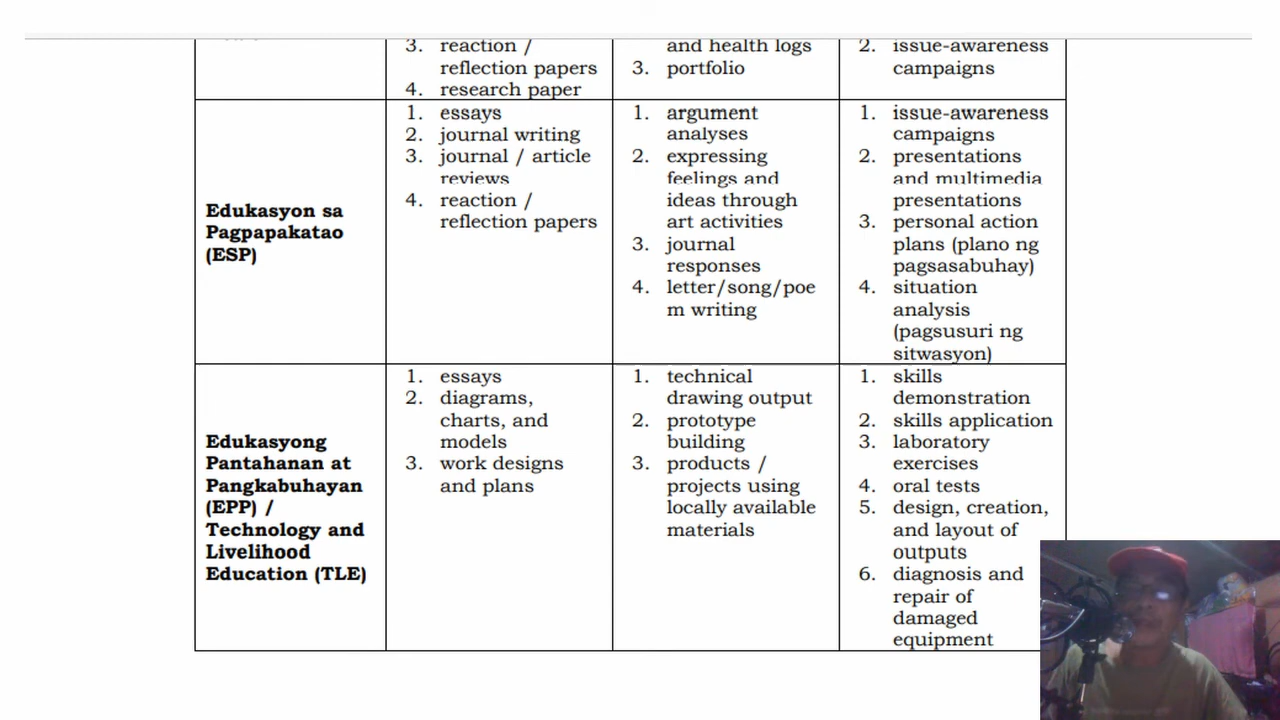 3. reaction /
reflection papers
4. research paper
and health logs
3. portfolio
2. issue-awareness
campaigns
Edukasyon sa
Pagpapakatao
(ESP)
1. essays
2. journal writing
3. journal / article
reviews
4. reaction /
reflection papers
1. argument
analyses
2. expressing
feelings and
ideas through
art activities
3. journal
responses
4. letter/song/poe
m writing
1. issue-awareness
campaigns
2. presentations
and multimedia
presentations
3. personal action
plans (plano ng
pagsasabuhay)
4. situation
analysis
(pagsusuri ng
sitwasyon)
Edukasyong
Pantahanan at
Pangkabuhayan
(EPP) /
Technology and
Livelihood
Education (TLE)
1. essays
2. diagrams,
charts, and
models
3. work designs
and plans
1. technical
drawing output
2. prototype
building
3. products /
projects using
locally available
materials
1. skills
demonstration
2. skills application
3. laboratory
exercises
4. oral tests
5. design, creation,
and layout of
outputs
6. diagnosis and
repair of
damaged
equipment